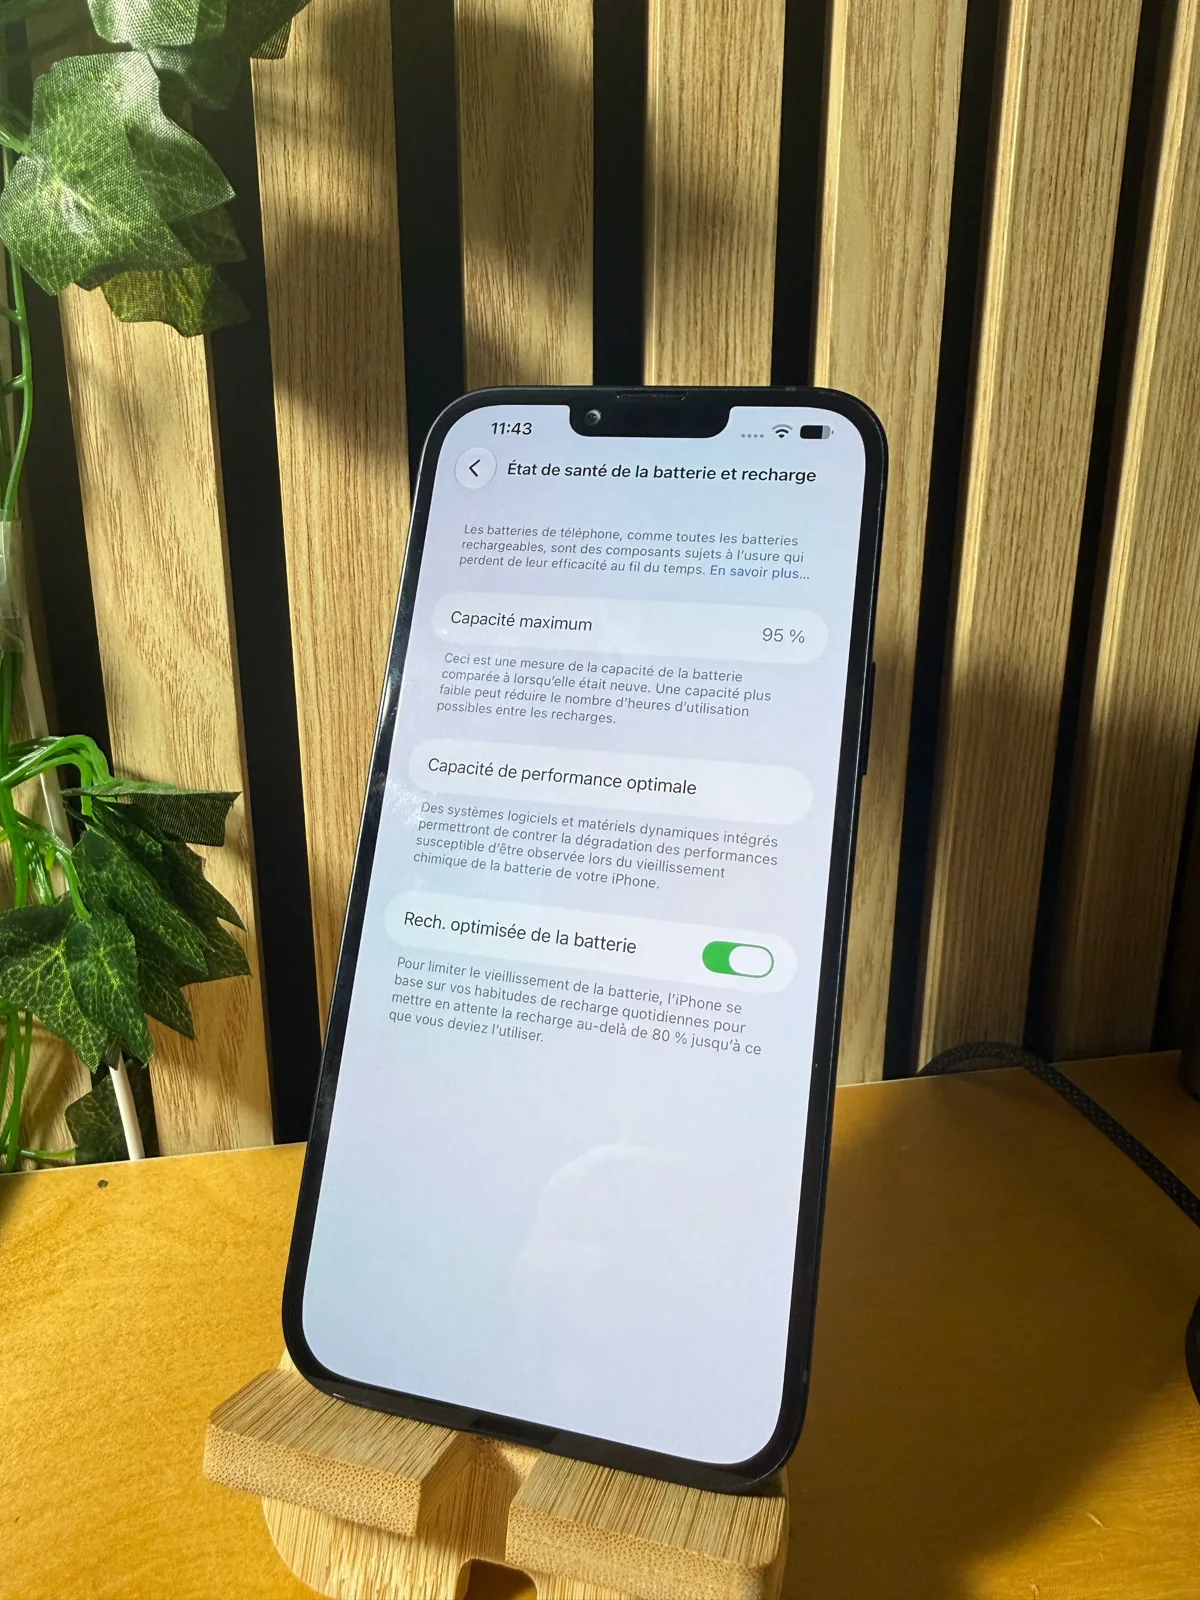 11:43
État de santé de la batterie et recharge
Les batteries de téléphone, comme toutes les batteries
rechargeables, sont des composants sujets à l'usure qui
perdent de leur efficacité au fil du temps. En savoir plus...
Capacité maximum 95 %
Ceci est une mesure de la capacité de la batterie
comparée à lorsqu'elle était neuve. Une capacité plus
faible peut réduire le nombre d'heures d'utilisation
possibles entre les recharges.
Capacité de performance optimale
Des systèmes logiciels et matériels dynamiques intégrés
permettront de contrer la dégradation des performances
susceptible d'être observée lors du vieillissement
chimique de la batterie de votre iPhone.
Rech. optimisée de la batterie
Pour limiter le vieillissement de la batterie, l'iPhone se
base sur vos habitudes de recharge quotidiennes pour
mettre en attente la recharge au-delà de 80 % jusqu'à ce
que vous deviez l'utiliser.